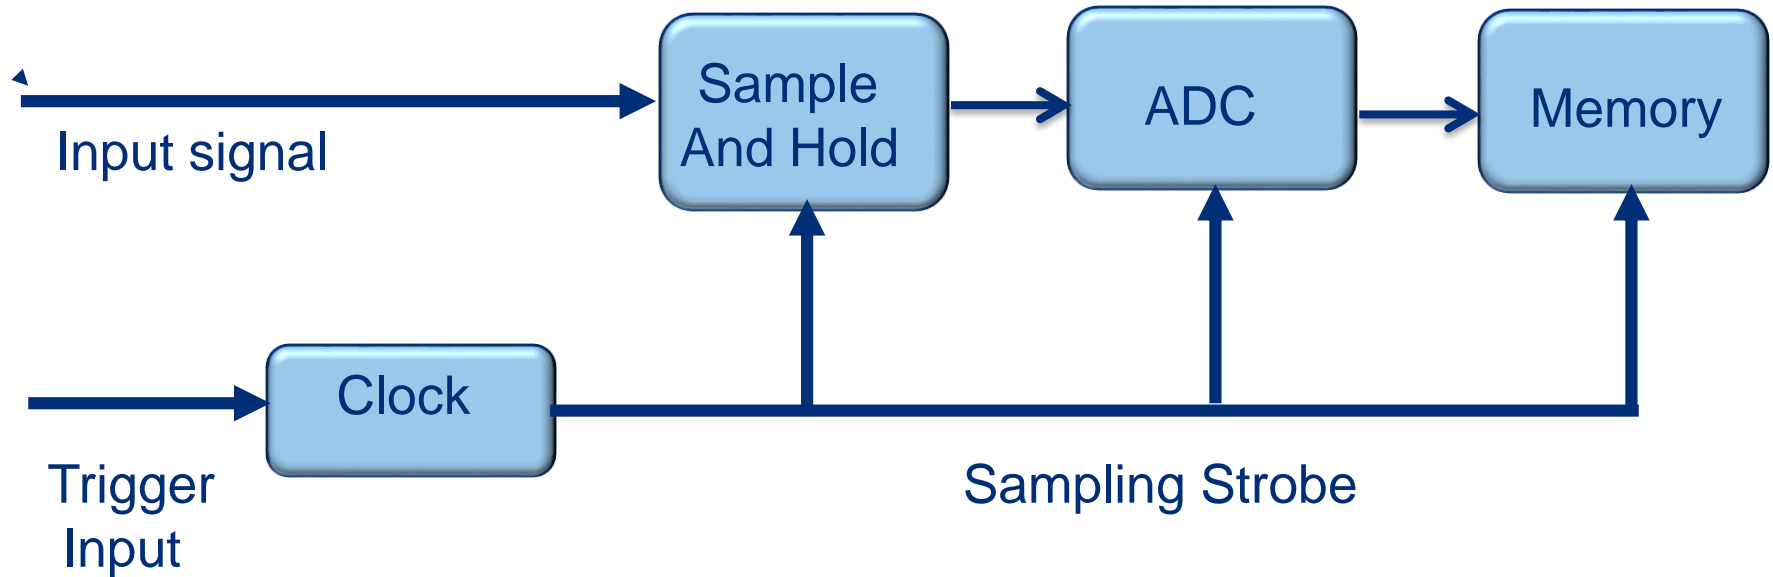 Sample
And Hold
ADC
Memory
Input signal
Clock
Trigger
Input
Sampling Strobe